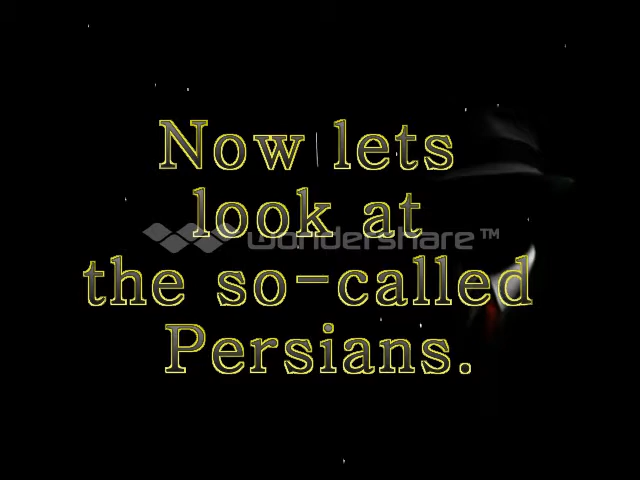 Now lets
look at
wondershare™
the so-called
Persians.